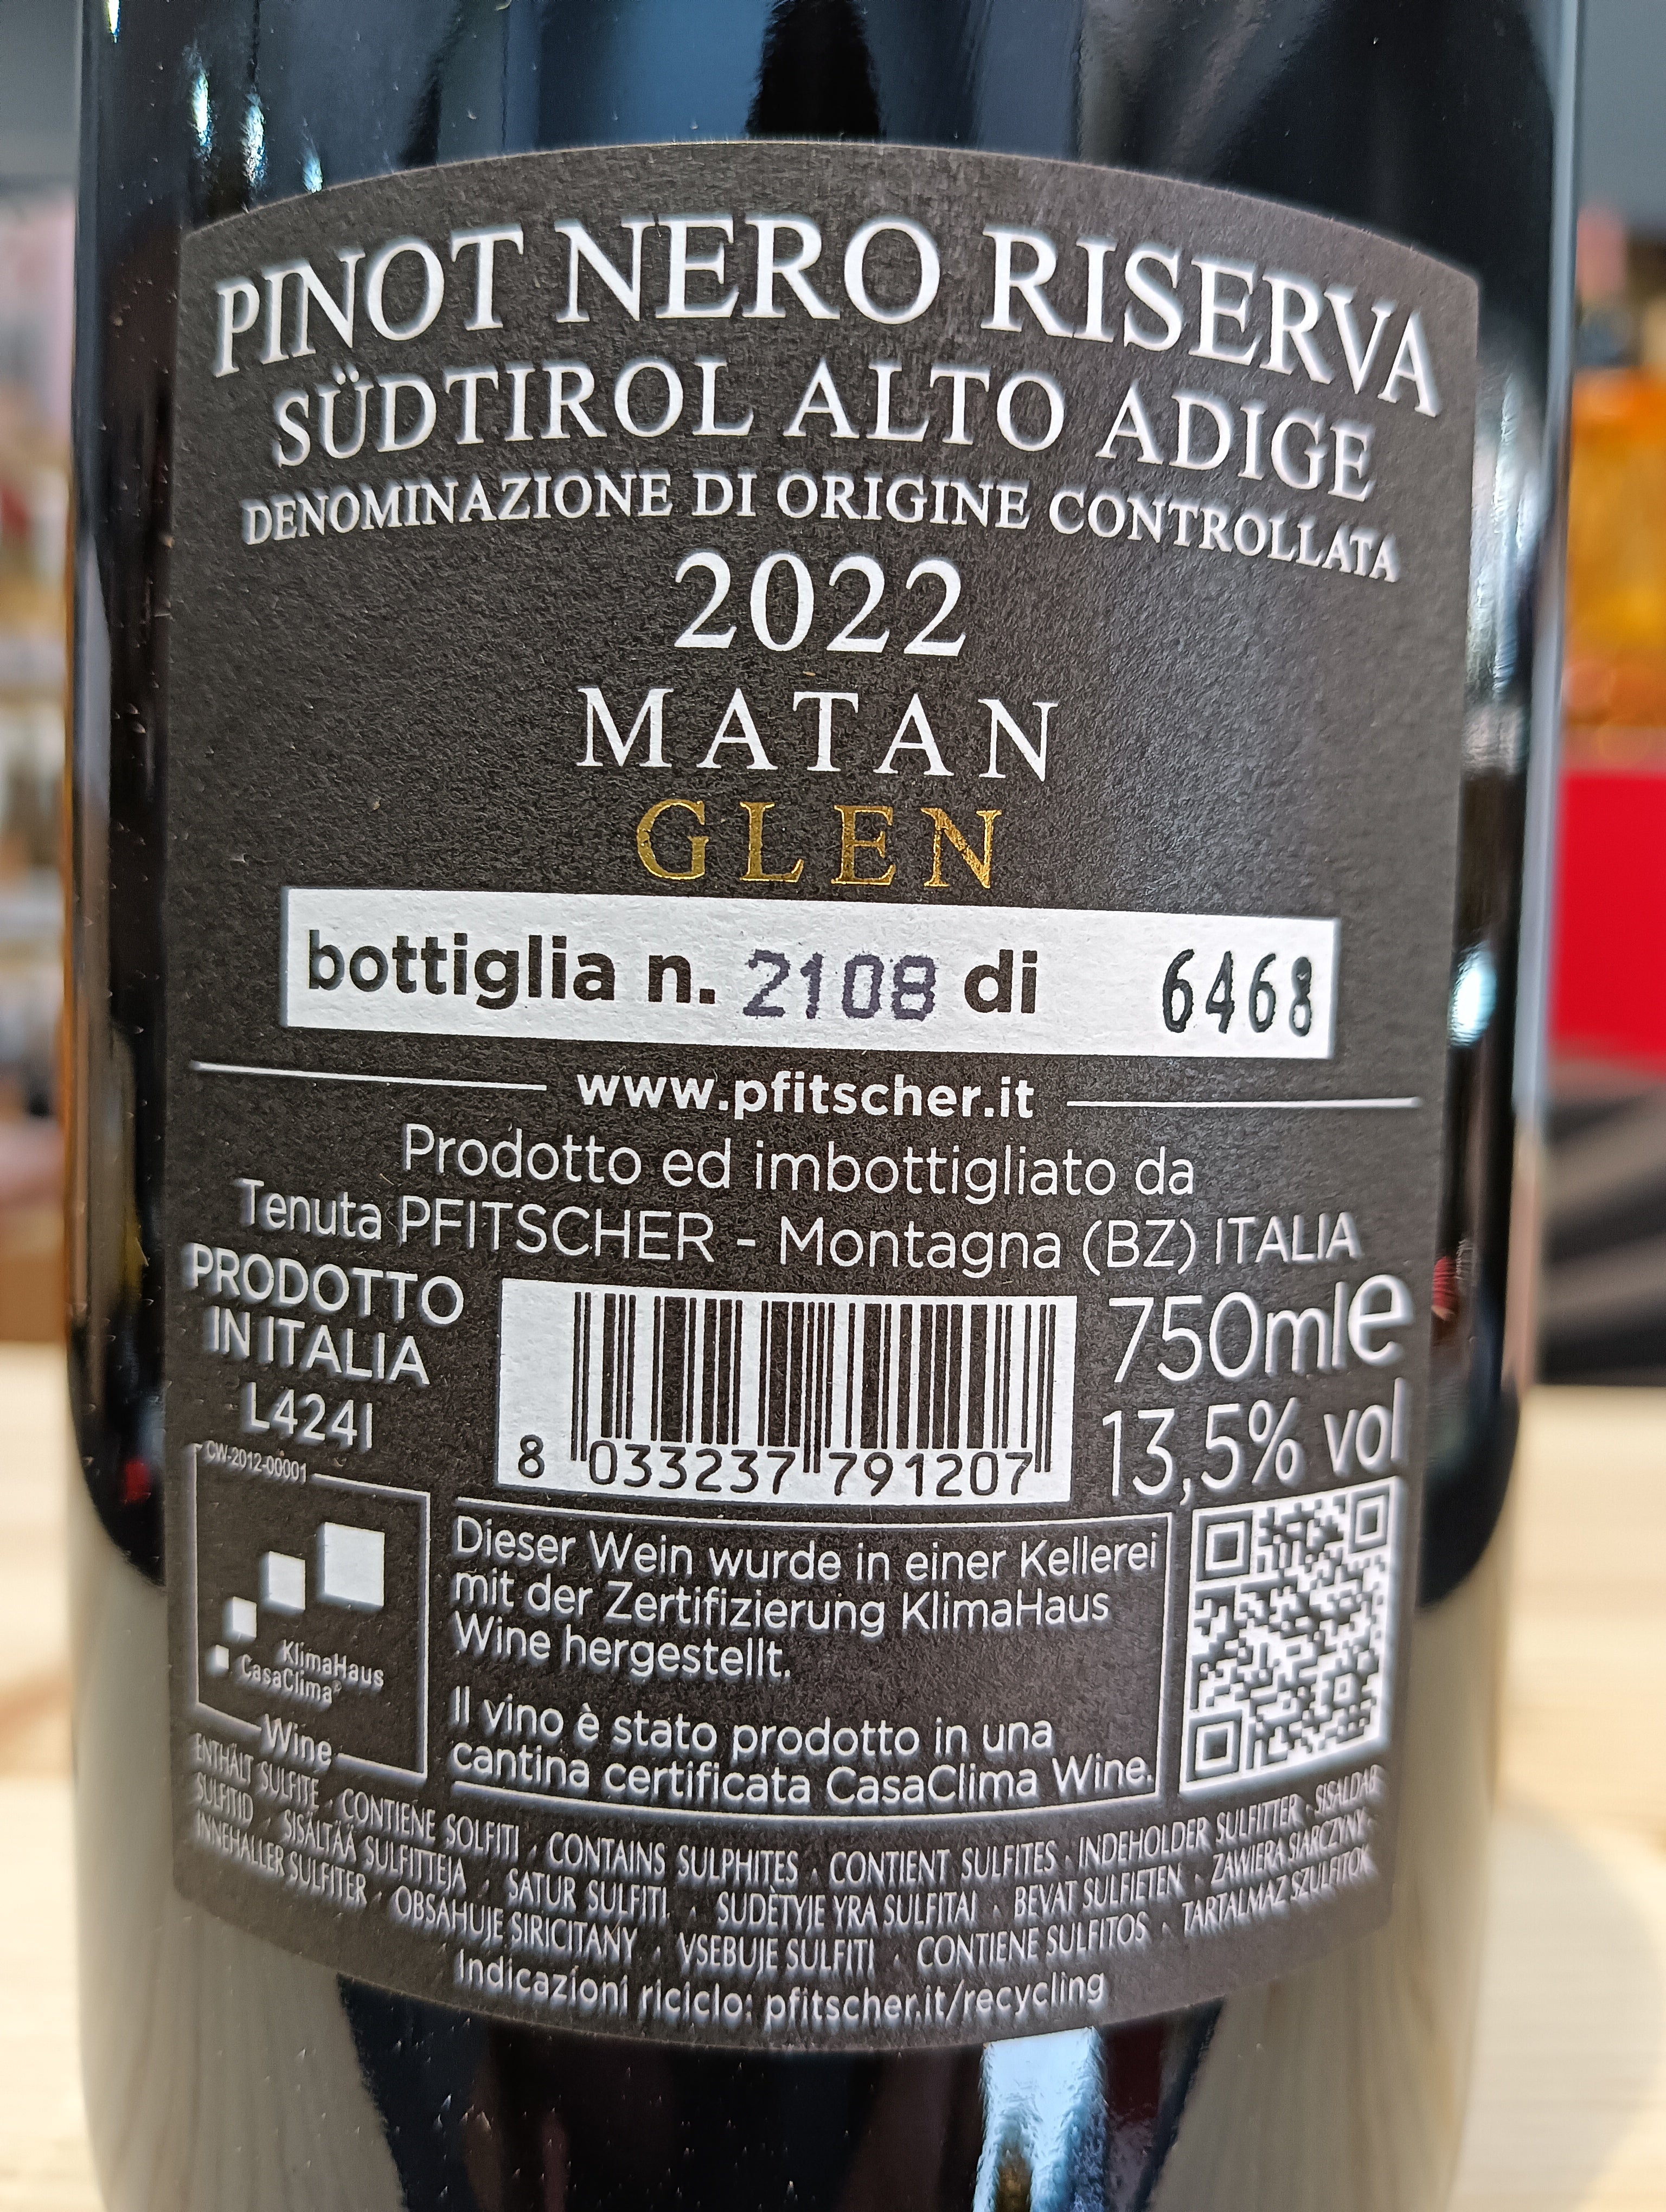 PINOT NERO RISERVA
SÜDTIROL ALTO ADIGE
DENOMINAZIONE DI ORIGINE CONTROLLATA
2022
MATAN
GLEN
bottiglia n. 2108 di 6468
www.pfitscher.it
Prodotto ed imbottigliato da
Tenuta PFITSCHER - Montagna (BZ) ITALIA
PRODOTTO
IN ITALIA
L4241
8 033237 791207
750ml e
13,5% vol
CW-2012-00001
KlimaHaus
CasaClima®
Wine
Dieser Wein wurde in einer Kellerei
mit der Zertifizierung KlimaHaus
Wine hergestellt.
Il vino è stato prodotto in una
cantina certificata CasaClima Wine.
ENTHÄLT SULFITE · CONTIENE SOLFITI · CONTAINS SULPHITES · CONTIENT SULFITES · INDEHOLDER SULFITTER · SISALDAB
SULFITID · SISÄLTÄÄ SULFITTEJA · SATUR SULFITI · SUDĖTYJE YRA SULFITAI · BEVAT SULFIETEN · ZAWIERA SIARCZYNY·
INNEHALLER SULFITER · OBSAHUJE SIRICITANY · VSEBUJE SULFITI · CONTIENE SULFITOS · TARTALMAZ SZULFITOK
Indicazioni riciclo: pfitscher.it/recycling